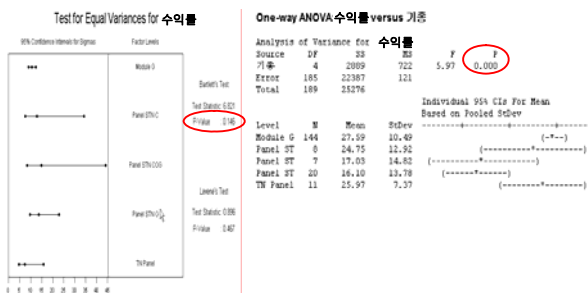 Test for Equal Variances for 수익률
95% Confidence Intervals for Sigmas
Factor Levels
Module G
Bartlett's Test
Test Statistic: 6.821
P-Value : 0.146
Panel STN C
Panel STN COG
Levene's Test
Test Statistic: 0.896
P-Value : 0.467
Panel STN G
TN Panel
0 5 10 15 20 25 30 35 40 45
One-way ANOVA:수익률 versus 기종
Analysis of Variance for 수익률
Source DF SS MS F P
기종 4 2889 722 5.97 0.000
Error 185 22387 121
Total 189 25276
Individual 95% CIs For Mean
Based on Pooled StDev
Level N Mean StDev
Module G 144 27.59 10.49
Panel ST 8 24.75 12.92
Panel ST 7 17.03 14.82
Panel ST 20 16.10 13.78
TN Panel 11 25.97 7.37